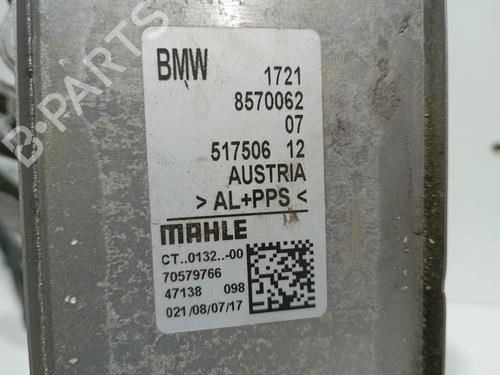 BMW 1721
8570062
07
517506 12
AUSTRIA
> AL+PPS <
MAHLE
CT..0132..-00
70579766
47138 098
021/08/07/17
B-PARTS